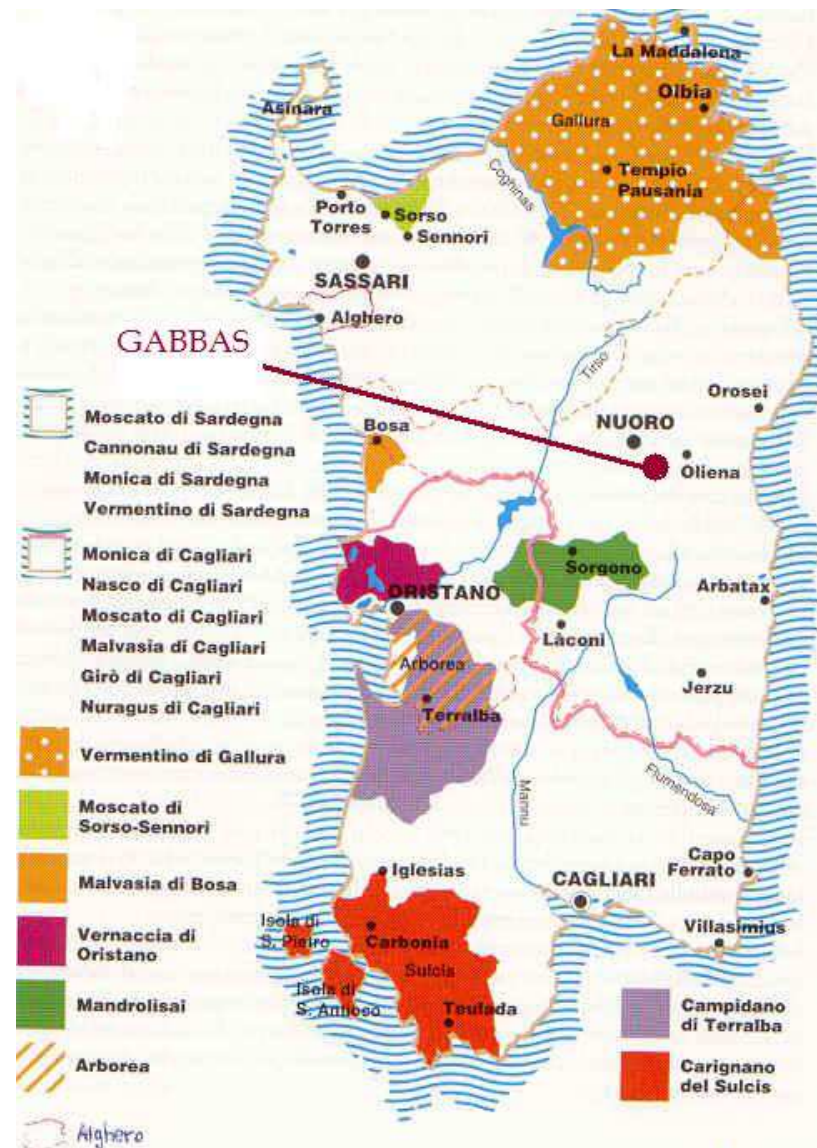 La Maddalena
Olbia
Asinara
Gallura
Coghinas
Tempio
Pausania
Porto
Torres
Sorso
Sennori
SASSARI
Alghero
GABBAS
Tirso
Orosei
NUORO
Oliena
Bosa
Moscato di Sardegna
Cannonau di Sardegna
Monica di Sardegna
Vermentino di Sardegna
Monica di Cagliari
Nasco di Cagliari
Moscato di Cagliari
Malvasia di Cagliari
Girò di Cagliari
Nuragus di Cagliari
Sorgono
ORISTANO
Arbatax
Làconi
Arborea
Jerzu
Terralba
Vermentino di Gallura
Mannu
Flumendosa
Moscato di
Sorso-Sennori
Malvasia di Bosa
Iglesias
Capo
Ferrato
CAGLIARI
Vernaccia di
Oristano
Isola di
S. Pietro
Carbonia
Villasimius
Sulcis
Mandrolisai
Isola di
S. Antioco
Teulada
Campidano
di Terralba
Arborea
Carignano
del Sulcis
Alghero